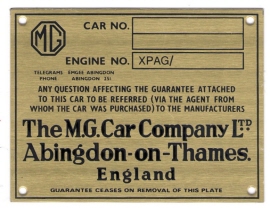 MG
CAR NO.
ENGINE NO. XPAG/
TELEGRAMS EMGEE ABINGDON
PHONE ABINGDON 251.
ANY QUESTION AFFECTING THE GUARANTEE ATTACHED
TO THIS CAR TO BE REFERRED (VIA THE AGENT FROM
WHOM THE CAR WAS PURCHASED) TO THE MANUFACTURERS
The M.G. Car Company LTD
Abingdon-on-Thames.
England
GUARANTEE CEASES ON REMOVAL OF THIS PLATE